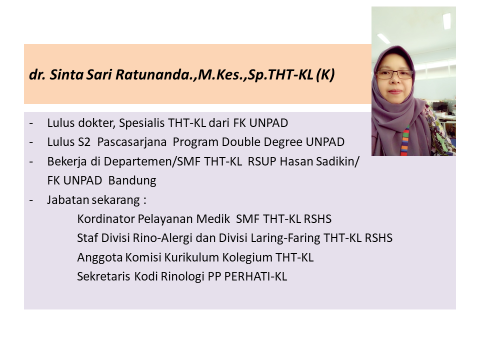 dr. Sinta Sari Ratunanda.,M.Kes.,Sp.THT-KL (K)
- Lulus dokter, Spesialis THT-KL dari FK UNPAD
- Lulus S2 Pascasarjana Program Double Degree UNPAD
- Bekerja di Departemen/SMF THT-KL RSUP Hasan Sadikin/
FK UNPAD Bandung
- Jabatan sekarang :
Kordinator Pelayanan Medik SMF THT-KL RSHS
Staf Divisi Rino-Alergi dan Divisi Laring-Faring THT-KL RSHS
Anggota Komisi Kurikulum Kolegium THT-KL
Sekretaris Kodi Rinologi PP PERHATI-KL